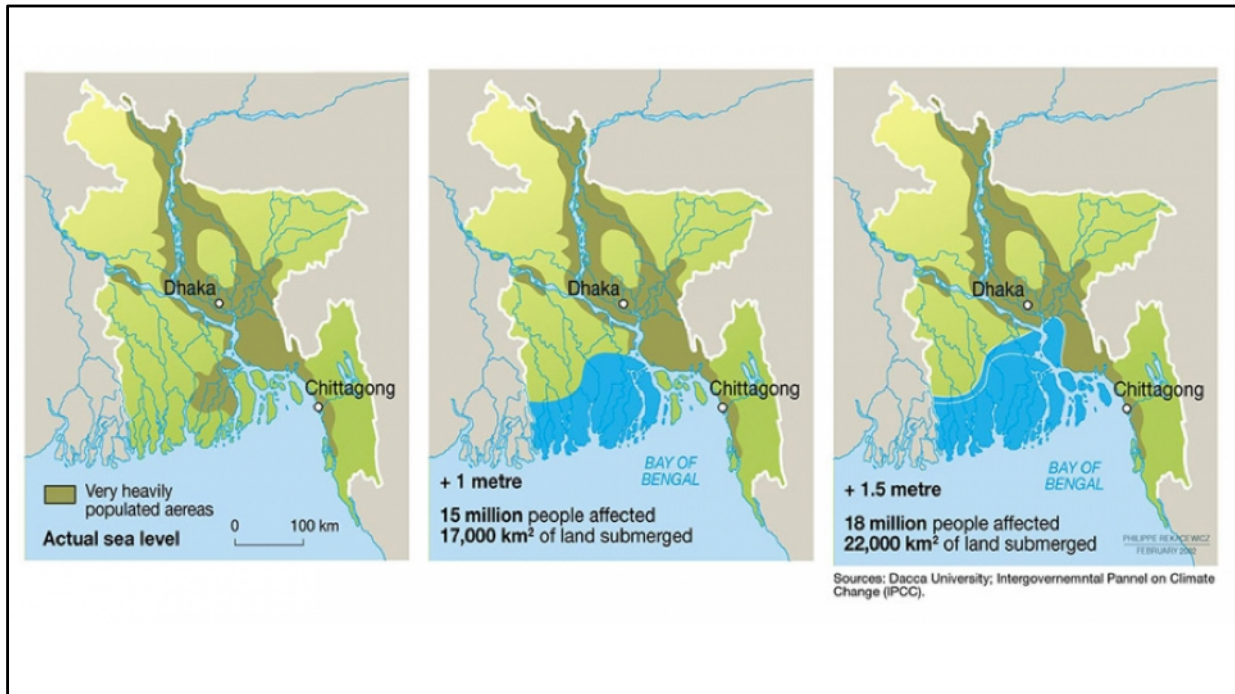 Dhaka
Chittagong
Very heavily
populated aereas
0 100 km
Actual sea level
Dhaka
Chittagong
BAY OF
BENGAL
+ 1 metre
15 million people affected
17,000 km² of land submerged
Dhaka
Chittagong
BAY OF
BENGAL
+ 1.5 metre
18 million people affected
22,000 km² of land submerged
PHILIPPE REKACEWICZ
FEBRUARY 2002
Sources: Dacca University; Intergovernemntal Pannel on Climate
Change (IPCC).